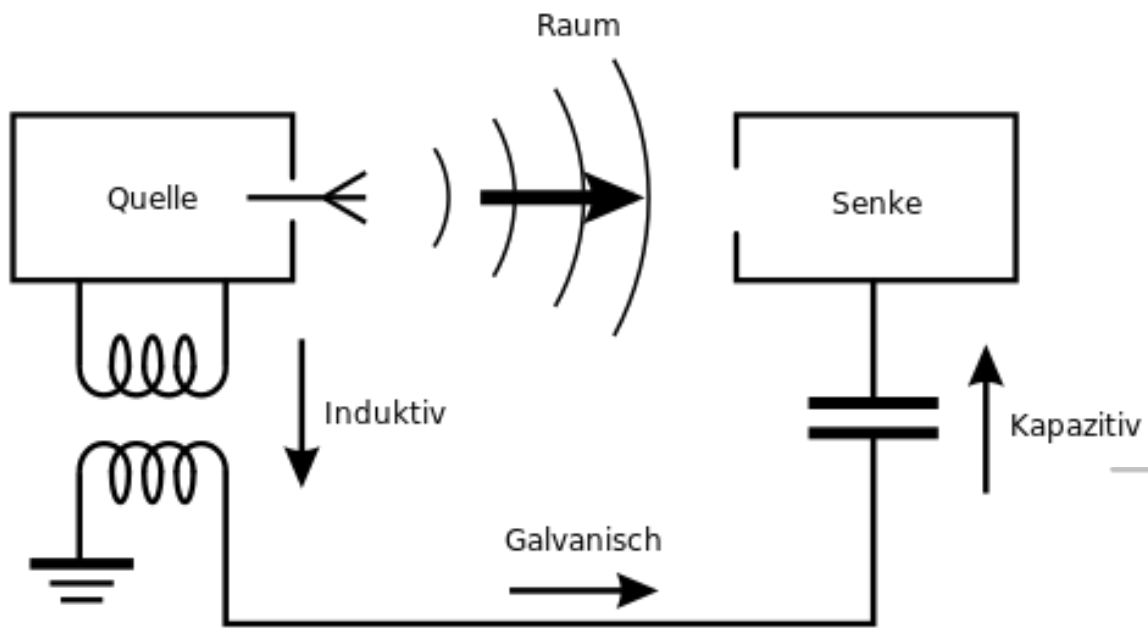 Raum
Quelle
Senke
Induktiv
Kapazitiv
Galvanisch